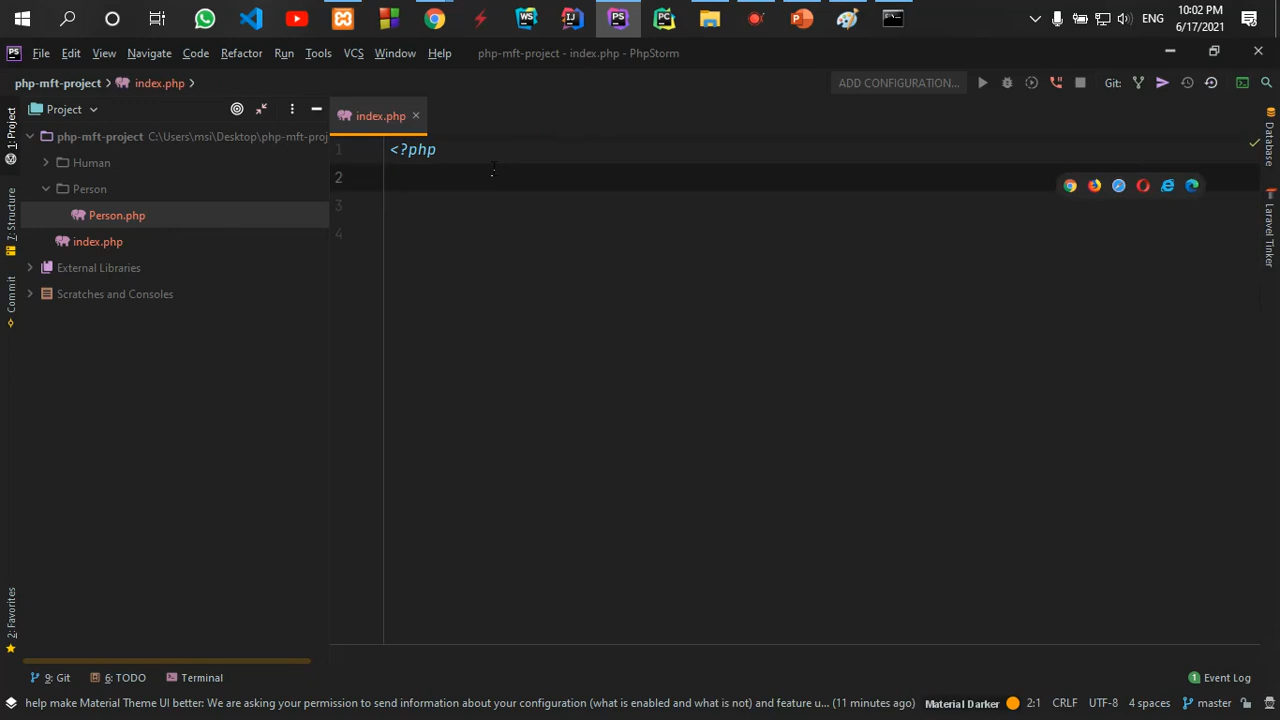 WS
IJ
PS
PC
ENG
10:02 PM
6/17/2021
PS
File Edit View Navigate Code Refactor Run Tools VCS Window Help php-mft-project - index.php - PhpStorm
php-mft-project index.php
ADD CONFIGURATION...
Git:
1: Project
7: Structure
Commit
2: Favorites
Project
php-mft-project C:\Users\msi\Desktop\php-mft-proj
Human
Person
Person.php
index.php
External Libraries
Scratches and Consoles
index.php
1 <?php
2
3
4
Database
Laravel Tinker
9: Git
6: TODO
Terminal
1 Event Log
help make Material Theme UI better: We are asking your permission to send information about your configuration (what is enabled and what is not) and feature u... (11 minutes ago)
Material Darker
2:1 CRLF UTF-8 4 spaces master